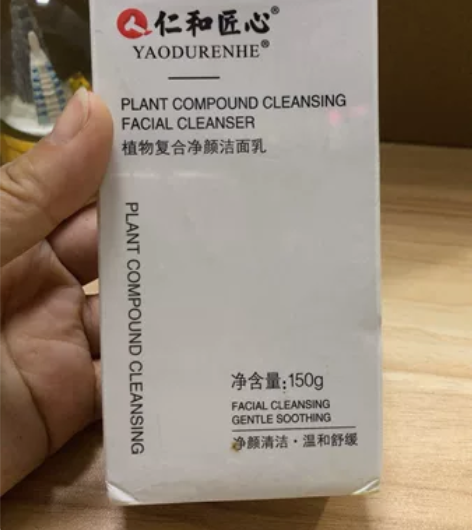 仁和匠心®
YAODURENHE®
PLANT COMPOUND CLEANSING
FACIAL CLEANSER
植物复合净颜洁面乳
PLANT COMPOUND CLEANSING
净含量:150g
FACIAL CLEANSING
GENTLE SOOTHING
净颜清洁·温和舒缓